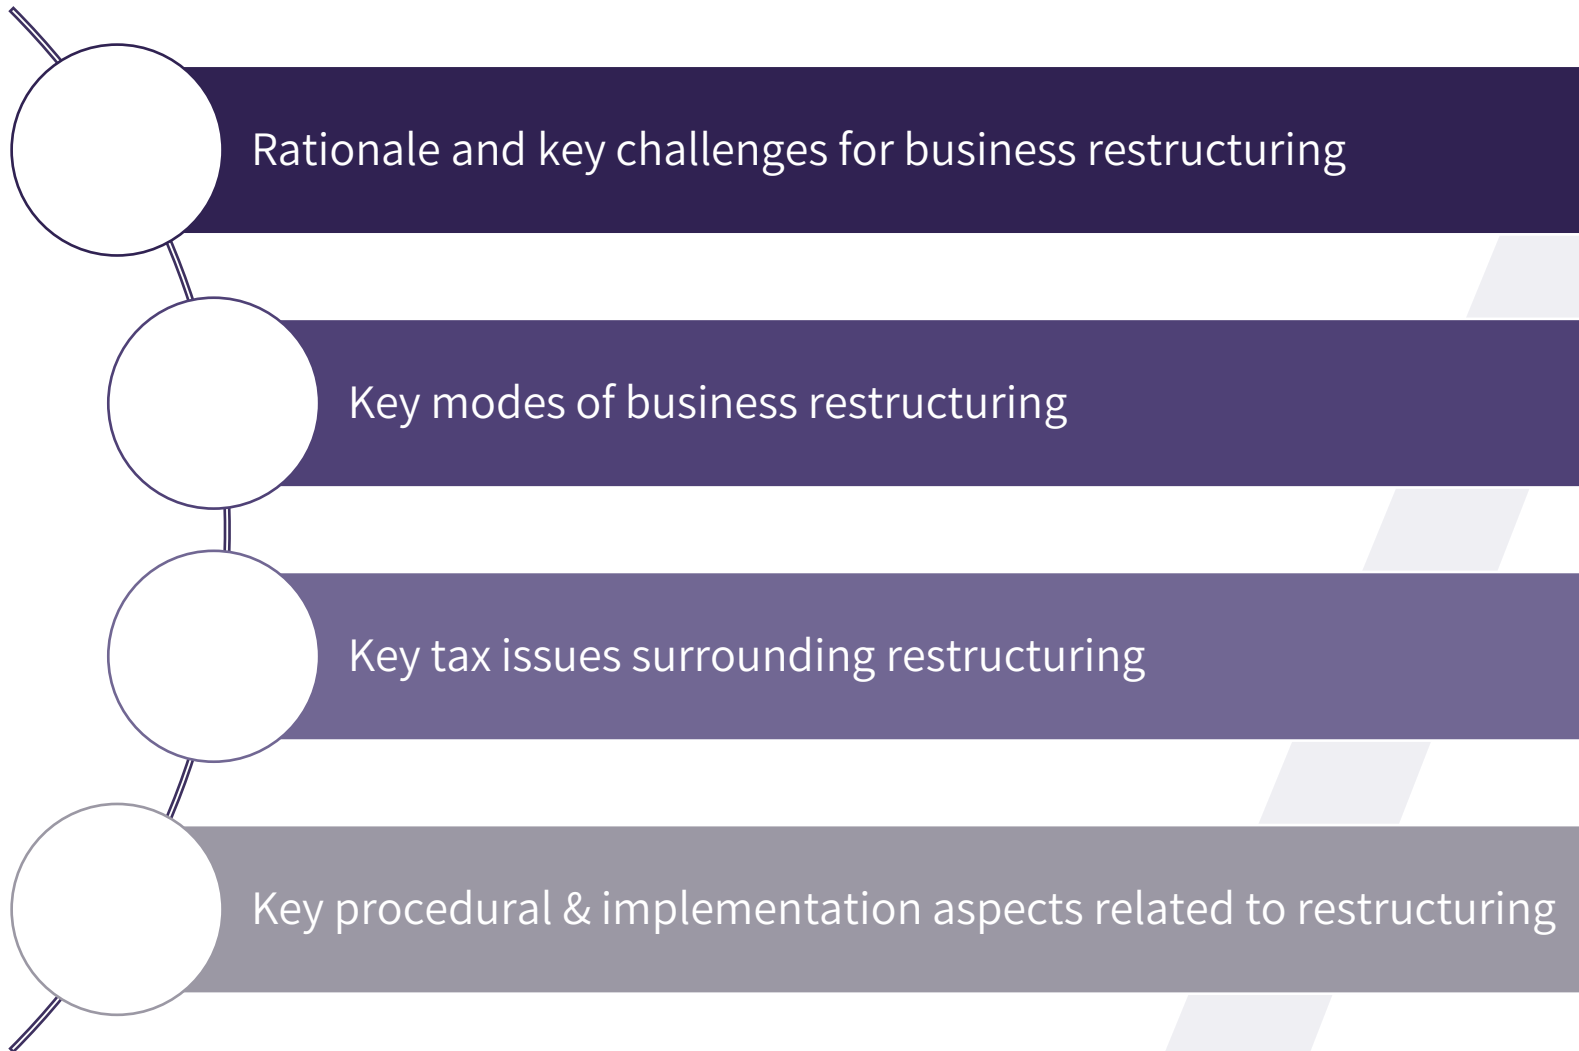 Rationale and key challenges for business restructuring
Key modes of business restructuring
Key tax issues surrounding restructuring
Key procedural & implementation aspects related to restructuring